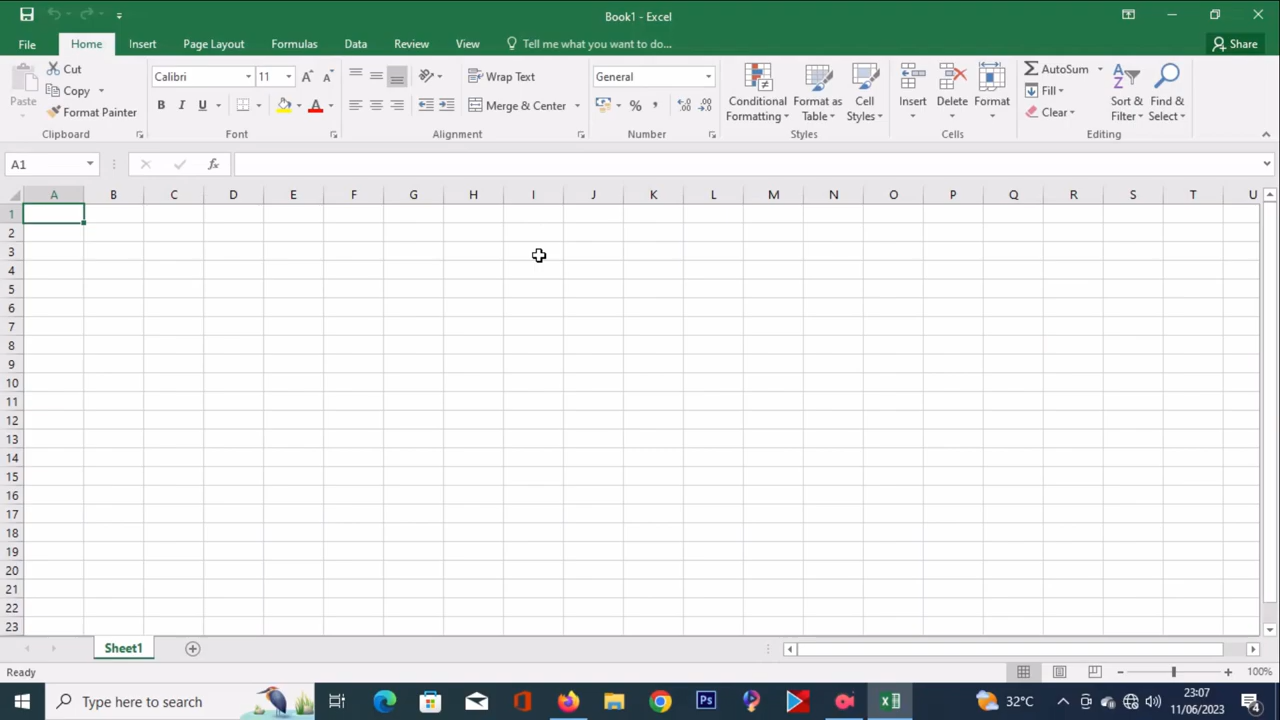 Book1 - Excel
File Home Insert Page Layout Formulas Data Review View Tell me what you want to do... Share
Paste Cut
Copy
Format Painter
Clipboard
Calibri 11
B I U A
Font
Wrap Text
Merge & Center
Alignment
General
% ,
Number
Conditional Formatting
Format as Table
Cell Styles
Styles
Insert Delete Format
Cells
AutoSum
Fill
Clear
Sort & Filter
Find & Select
Editing
A1 fx
A B C D E F G H I J K L M N O P Q R S T U
1
2
3
4
5
6
7
8
9
10
11
12
13
14
15
16
17
18
19
20
21
22
23
Sheet1
Ready 100%
Type here to search Ps 32°C 23:07
11/06/2023 4